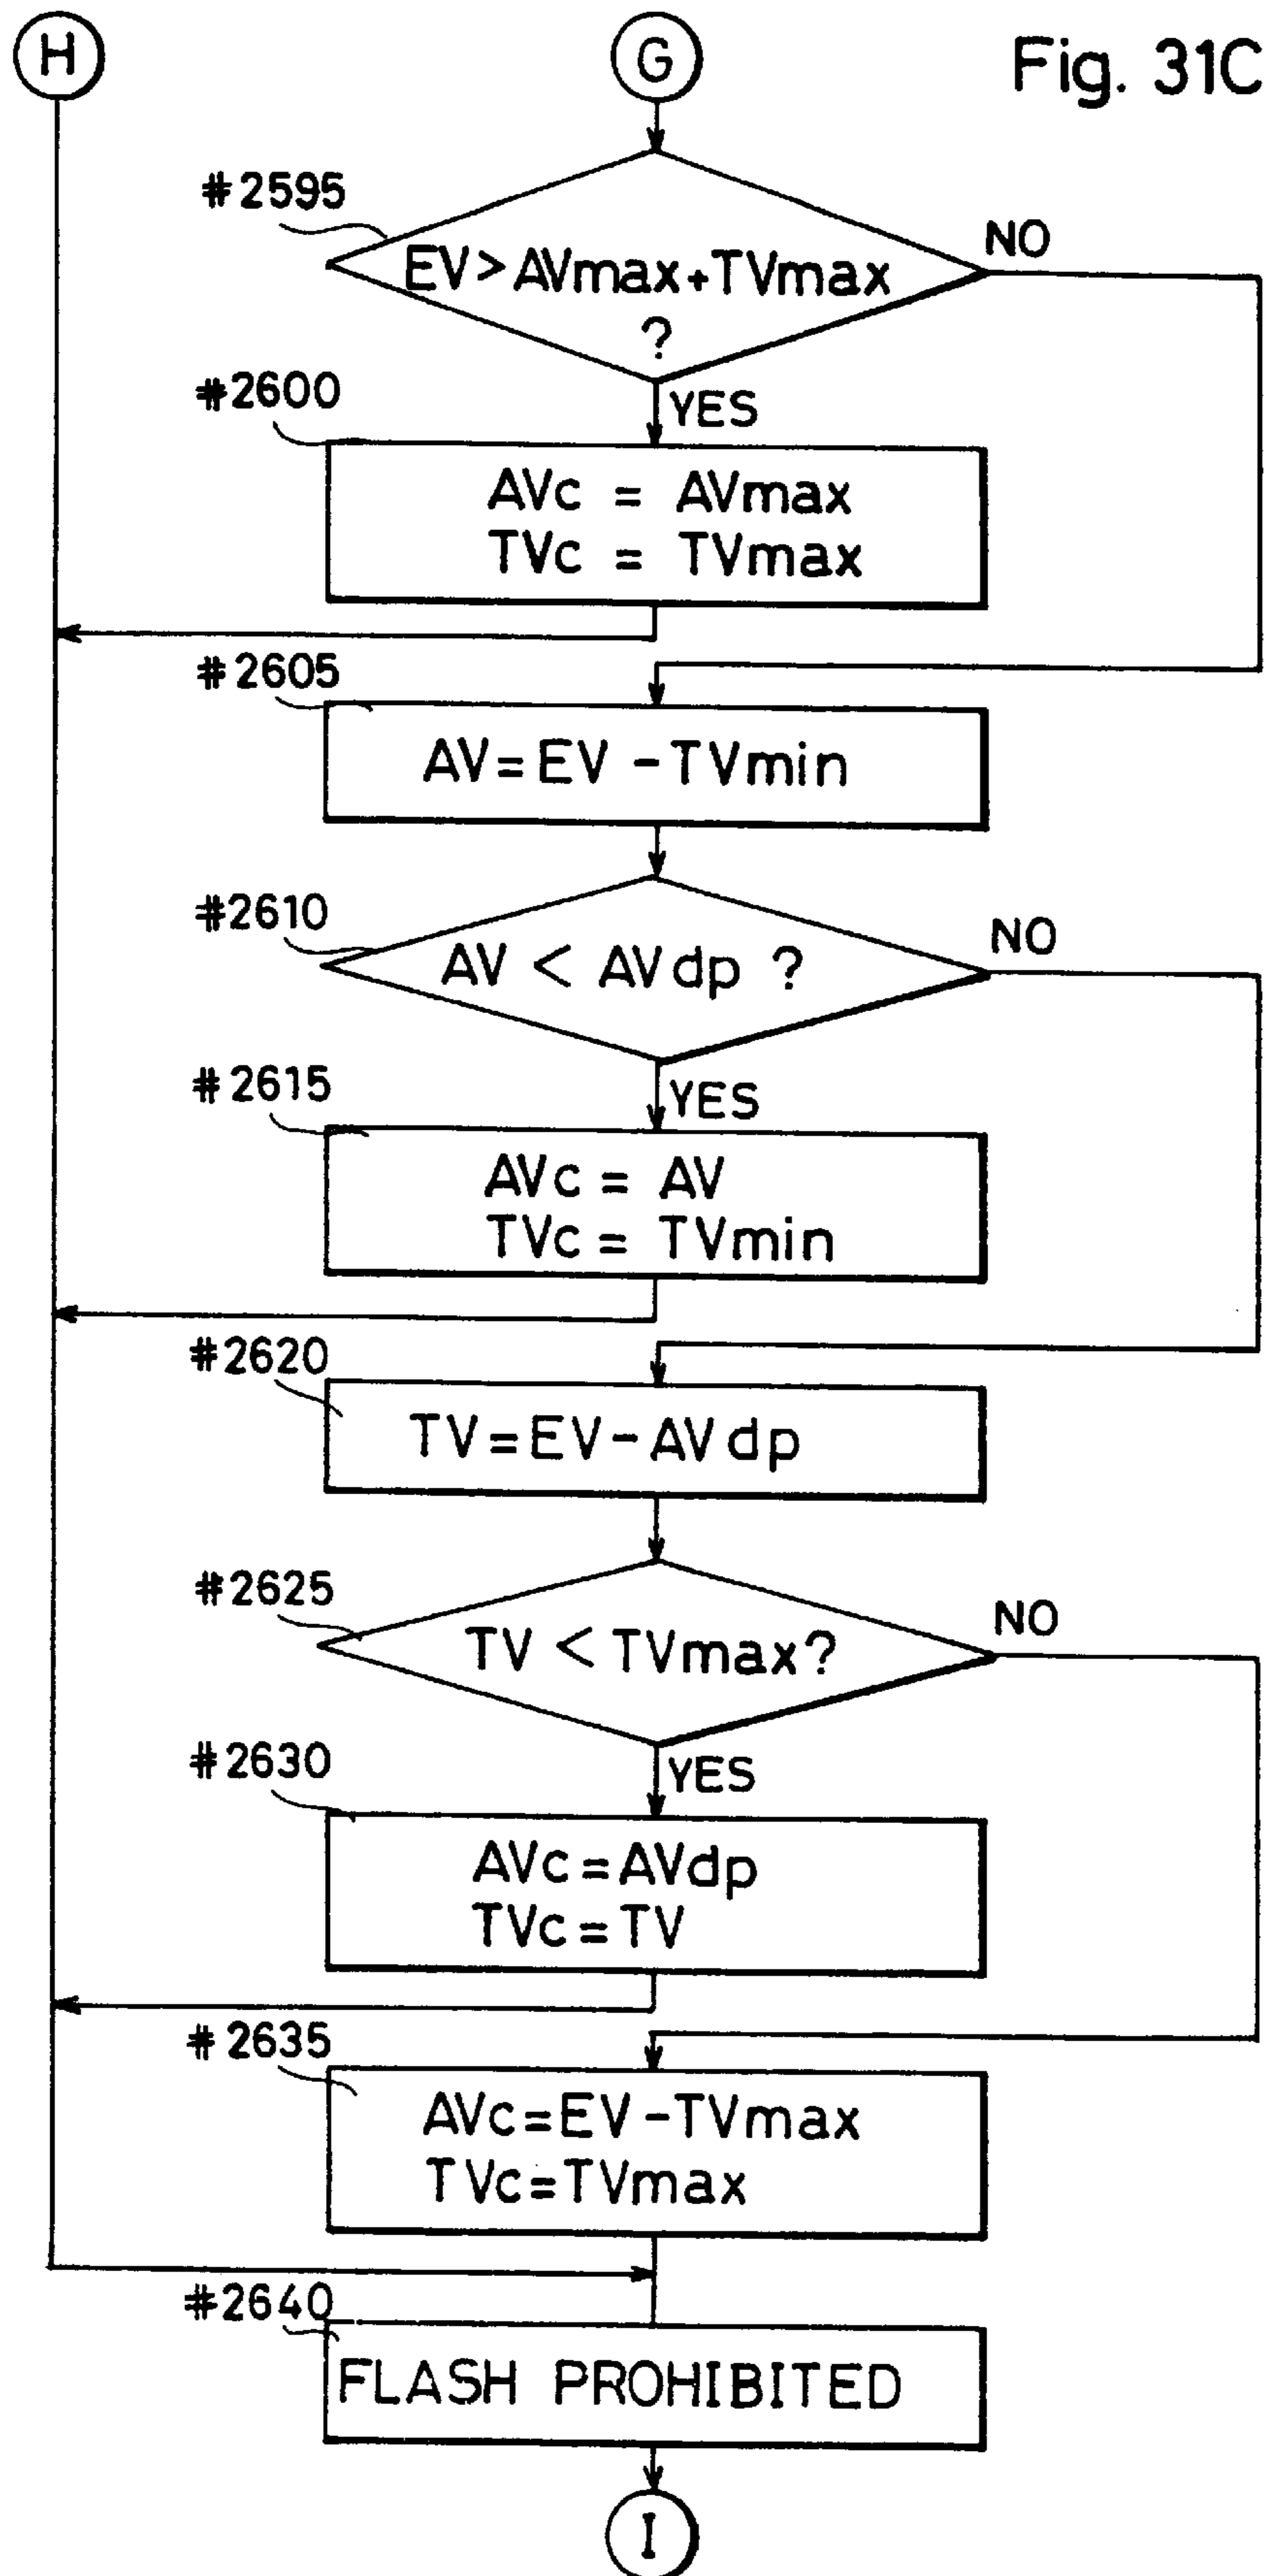 H
G
Fig. 31C
#2595
EV>AVmax+TVmax
?
NO
YES
#2600
AVc = AVmax
TVc = TVmax
#2605
AV=EV-TVmin
#2610
AV < AVdp ?
NO
YES
#2615
AVc = AV
TVc = TVmin
#2620
TV=EV-AVdp
#2625
TV < TVmax?
NO
YES
#2630
AVc=AVdp
TVc=TV
#2635
AVc=EV-TVmax
TVc=TVmax
#2640
FLASH PROHIBITED
I